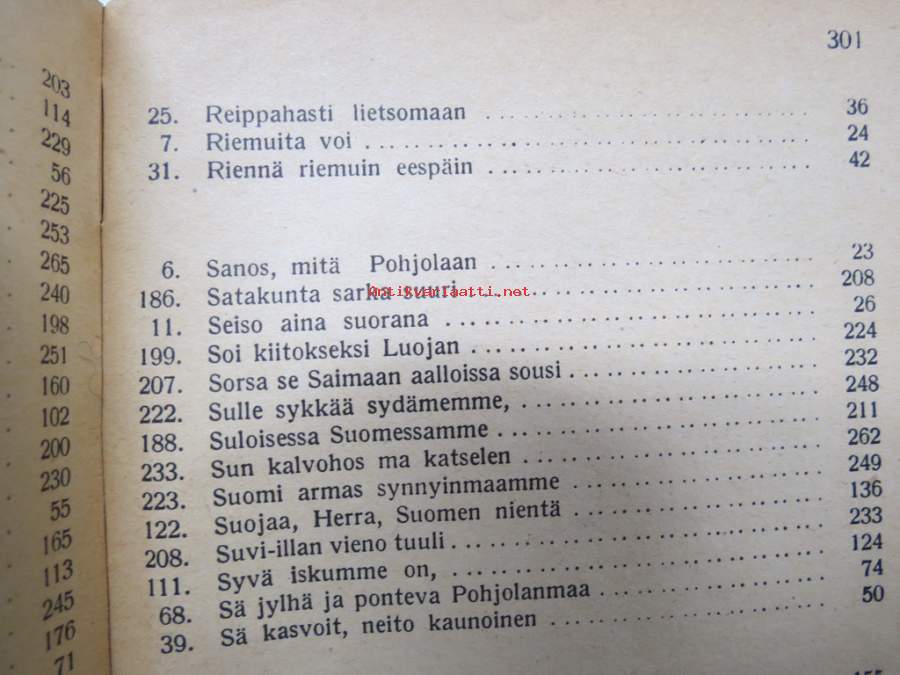 301
203
114
229
56
225
253
265
240
198
251
160
102
200
230
55
165
113
245
176
71
25. Reippahasti lietsomaan 36
7. Riemuita voi 24
31. Riennä riemuin eespäin 42
6. Sanos, mitä Pohjolaan 23
186. Satakunta sarka suuri 208
Antikvariaatti.net
11. Seiso aina suorana 26
199. Soi kiitokseksi Luojan 224
207. Sorsa se Saimaan aalloissa sousi 232
222. Sulle sykkää sydämemme, 248
188. Suloisessa Suomessamme 211
233. Sun kalvohos ma katselen 262
223. Suomi armas synnyinmaamme 249
122. Suojaa, Herra, Suomen nientä 136
208. Suvi-illan vieno tuuli 233
111. Syvä iskumme on, 124
68. Sä jylhä ja ponteva Pohjolanmaa 74
39. Sä kasvoit, neito kaunoinen 50